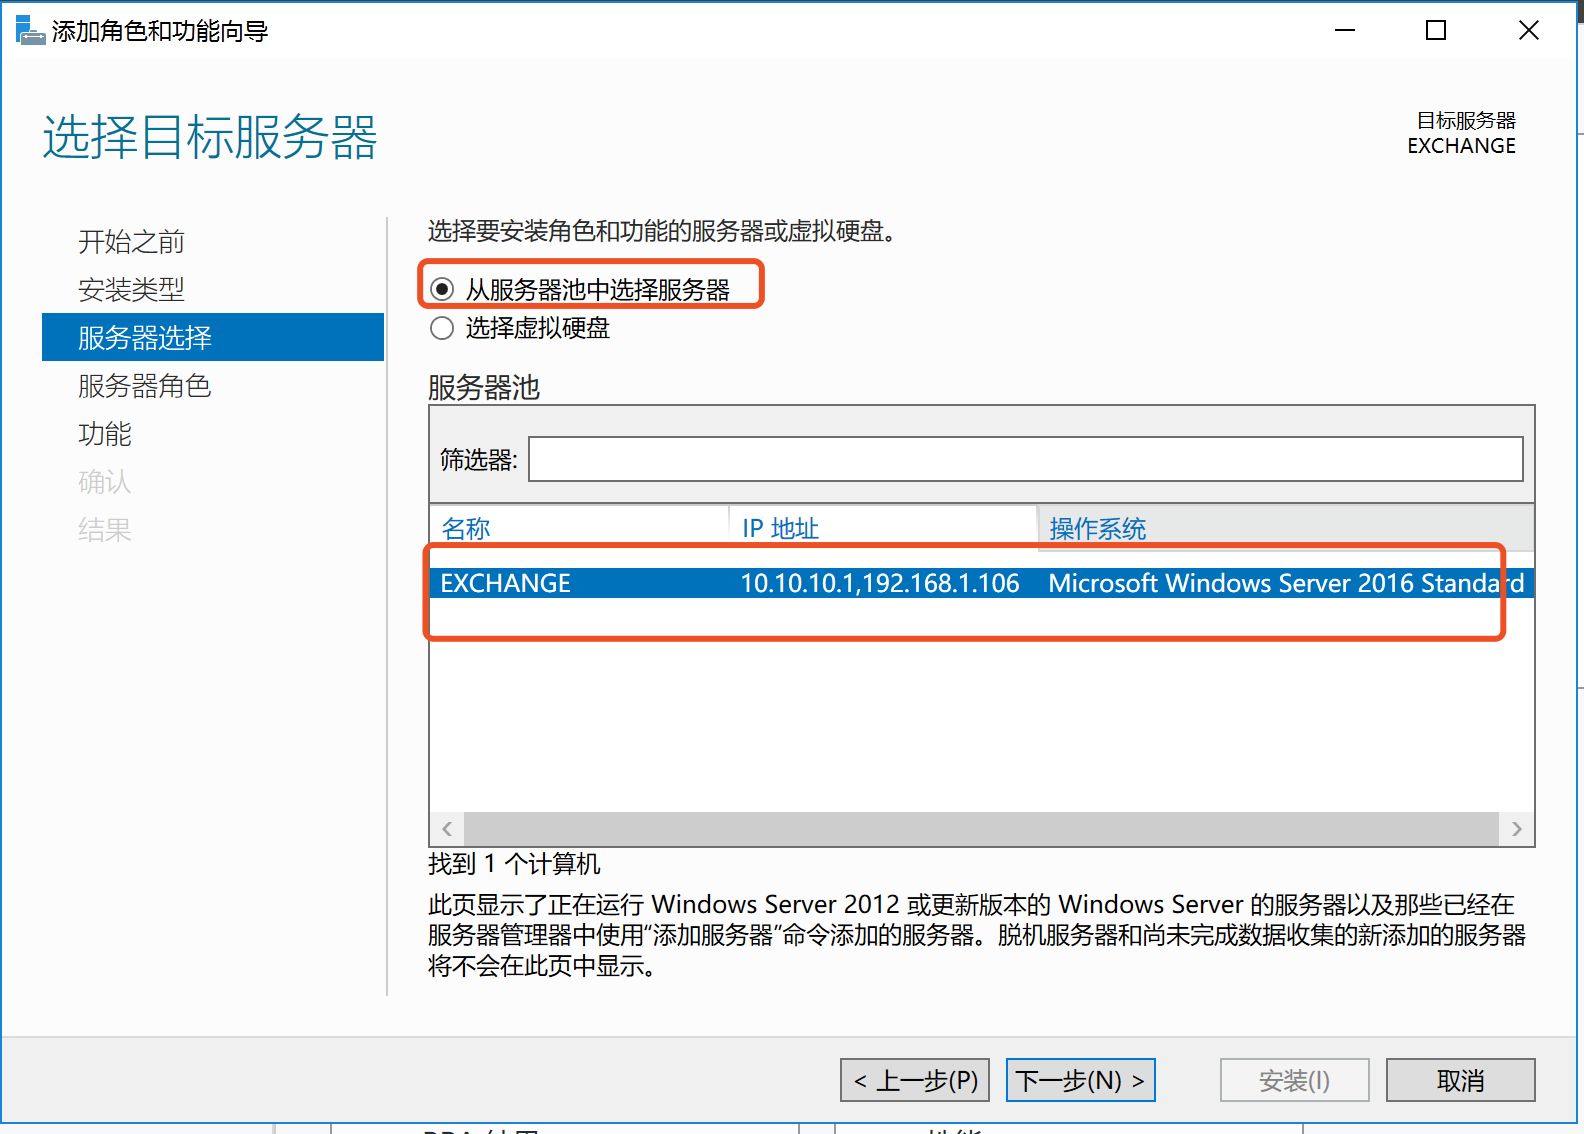 添加角色和功能向导
选择目标服务器
目标服务器
EXCHANGE
开始之前
安装类型
服务器选择
服务器角色
功能
确认
结果
选择要安装角色和功能的服务器或虚拟硬盘。
从服务器池中选择服务器
选择虚拟硬盘
服务器池
筛选器:
名称 IP 地址 操作系统
EXCHANGE 10.10.10.1,192.168.1.106 Microsoft Windows Server 2016 Standard
找到 1 个计算机
此页显示了正在运行 Windows Server 2012 或更新版本的 Windows Server 的服务器以及那些已经在
服务器管理器中使用“添加服务器”命令添加的服务器。脱机服务器和尚未完成数据收集的新添加的服务器
将不会在此页中显示。
< 上一步(P) 下一步(N) > 安装(I) 取消